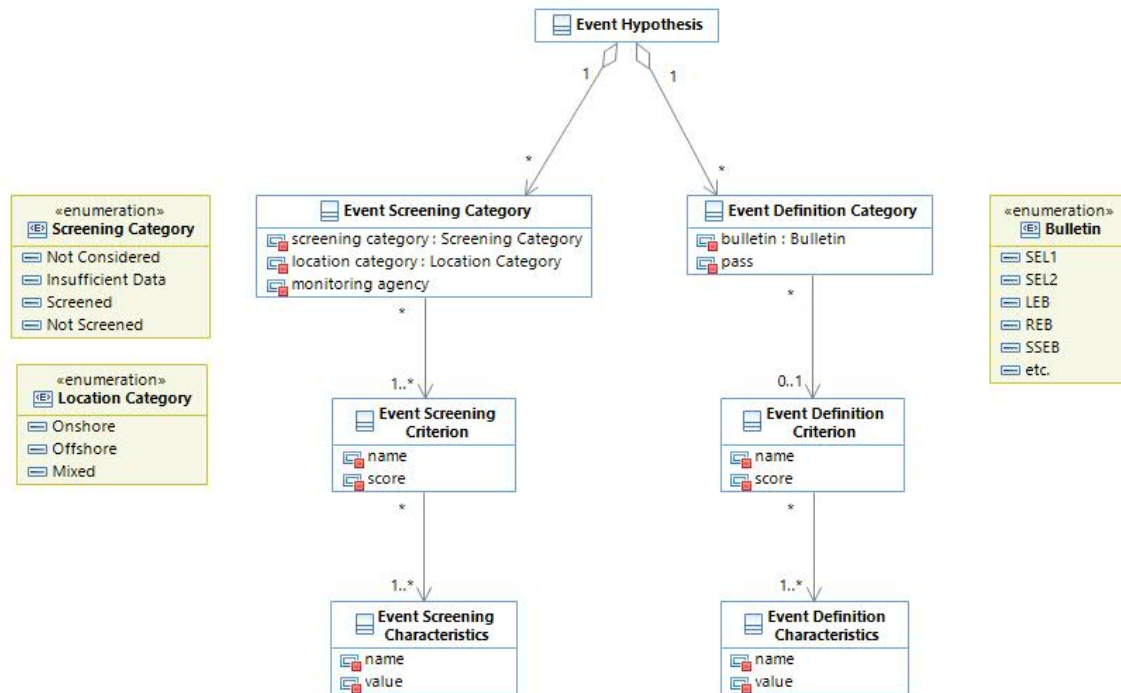 Event Hypothesis
1
1
*
*
«enumeration»
Screening Category
Not Considered
Insufficient Data
Screened
Not Screened
Event Screening Category
screening category : Screening Category
location category : Location Category
monitoring agency
Event Definition Category
bulletin : Bulletin
pass
«enumeration»
Bulletin
SEL1
SEL2
LEB
REB
SSEB
etc.
*
*
«enumeration»
Location Category
Onshore
Offshore
Mixed
1..*
0..1
Event Screening
Criterion
name
score
Event Definition
Criterion
name
score
*
*
1..*
1..*
Event Screening
Characteristics
name
value
Event Definition
Characteristics
name
value